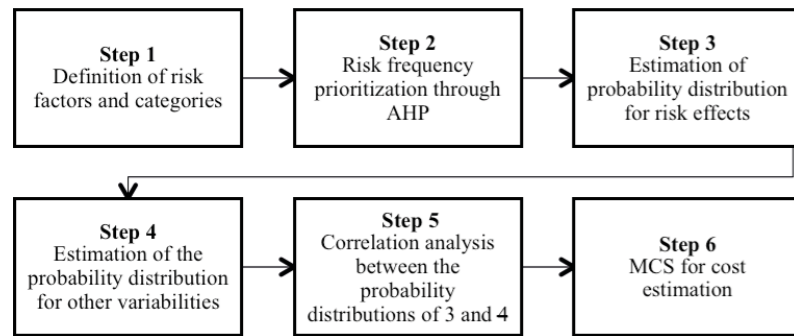 Step 1
Definition of risk
factors and categories
Step 2
Risk frequency
prioritization through
AHP
Step 3
Estimation of
probability distribution
for risk effects
Step 4
Estimation of the
probability distribution
for other variabilities
Step 5
Correlation analysis
between the
probability
distributions of 3 and 4
Step 6
MCS for cost
estimation